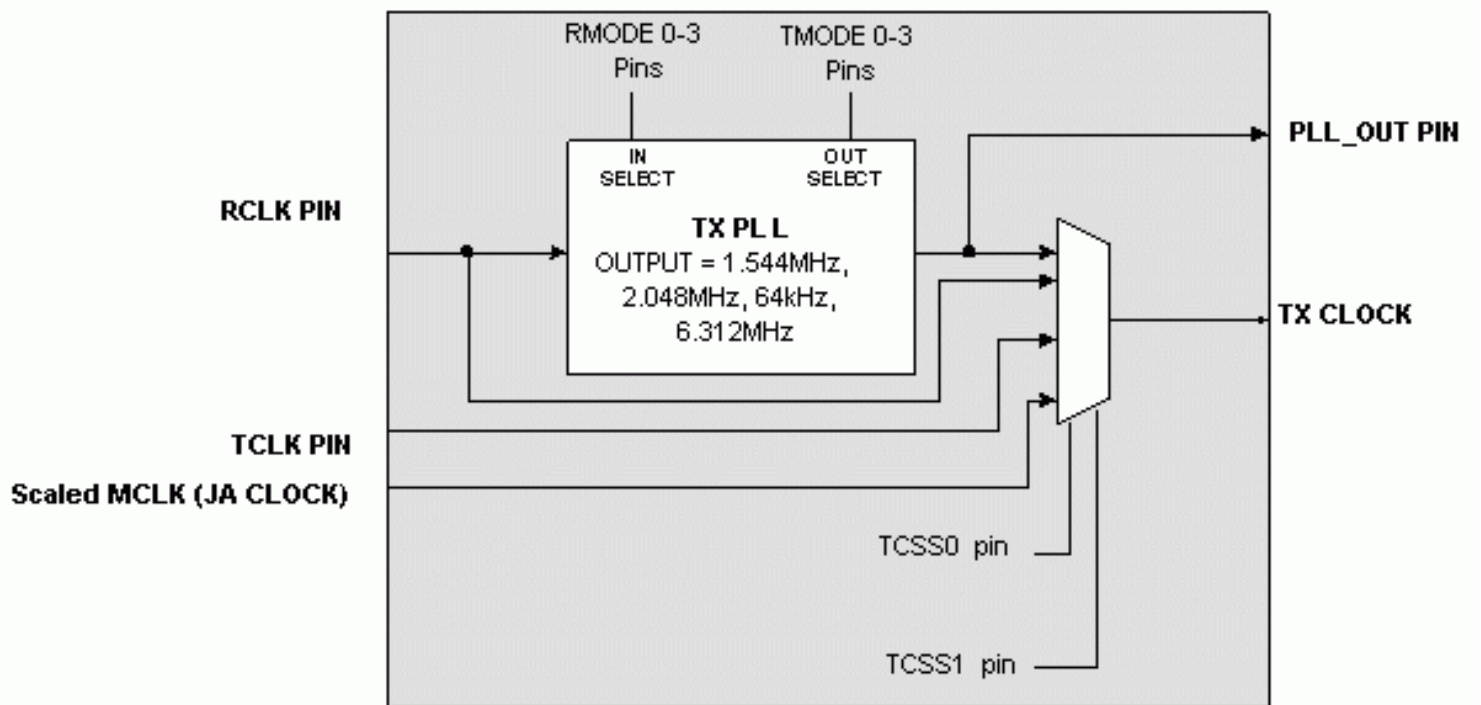 RMODE 0-3
Pins
TMODE 0-3
Pins
PLL_OUT PIN
IN
SELECT
OUT
SELECT
RCLK PIN
TX PLL
OUTPUT = 1.544MHz,
2.048MHz, 64kHz,
6.312MHz
TX CLOCK
TCLK PIN
Scaled MCLK (JA CLOCK)
TCSS0 pin
TCSS1 pin